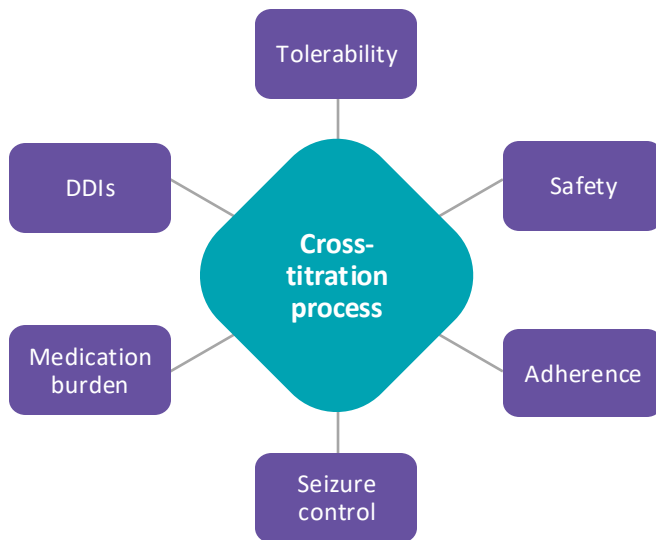 Tolerability
DDIs
Safety
Cross-
titration
process
Medication
burden
Adherence
Seizure
control